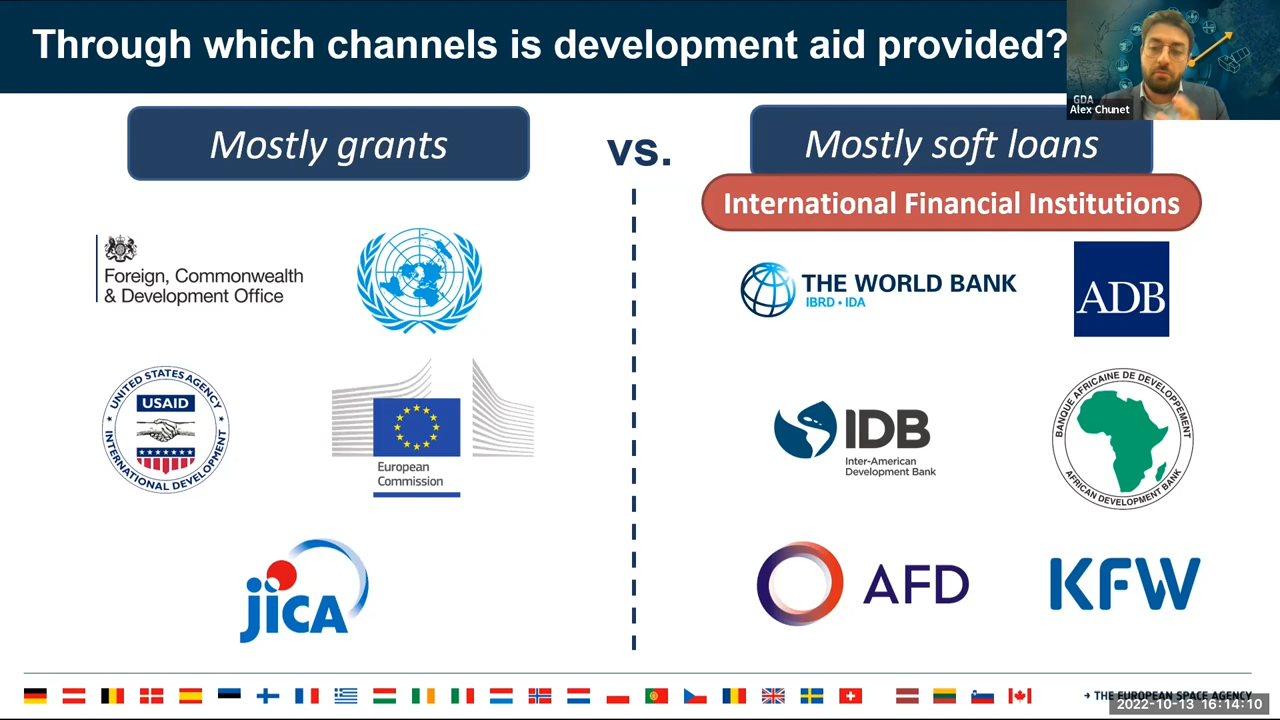 Through which channels is development aid provided?
GDA
Alex Chunet
Mostly grants
vs.
Mostly soft loans
International Financial Institutions
Foreign, Commonwealth
& Development Office
THE WORLD BANK
IBRD • IDA
ADB
UNITED STATES AGENCY
USAID
INTERNATIONAL DEVELOPMENT
European
Commission
IDB
Inter-American
Development Bank
BANQUE AFRICAINE DE DEVELOPPEMENT
AFRICAN DEVELOPMENT BANK
jICA
AFD
KFW
→ THE EUROPEAN SPACE AGENCY
2022-10-13 16:14:10